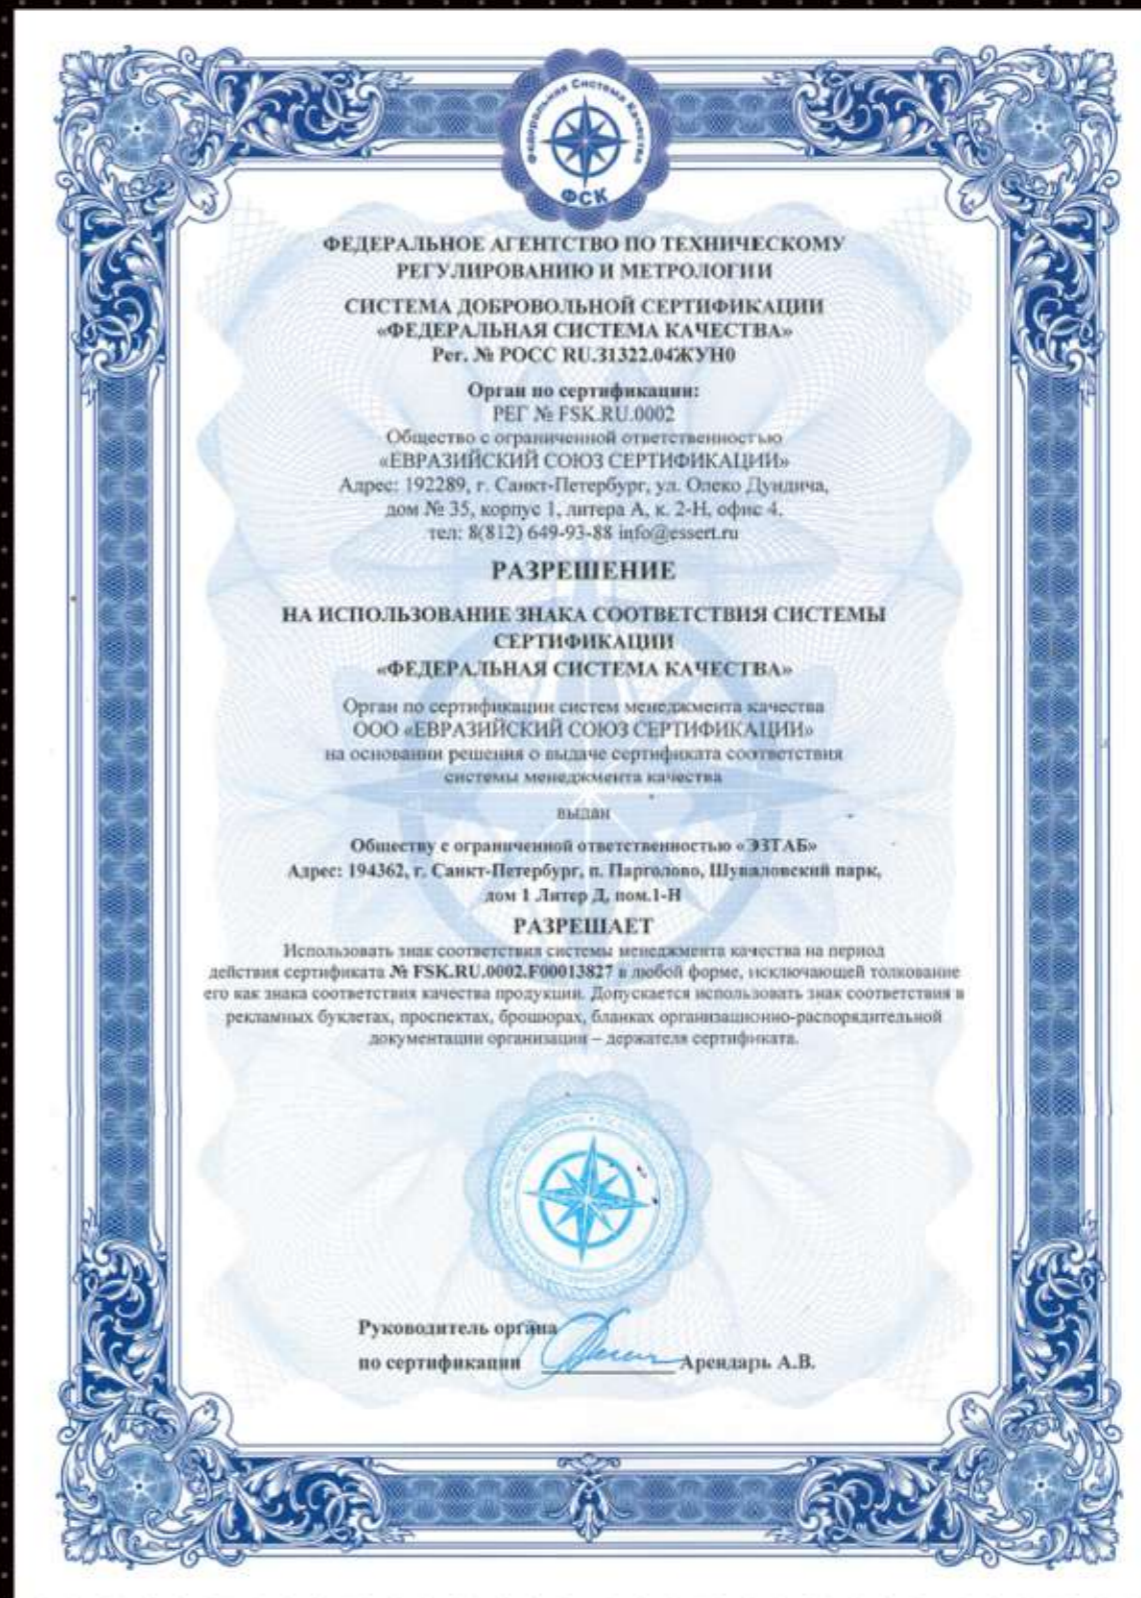 Федеральная Система Качества
ФСК
ФЕДЕРАЛЬНОЕ АГЕНТСТВО ПО ТЕХНИЧЕСКОМУ
РЕГУЛИРОВАНИЮ И МЕТРОЛОГИИ
СИСТЕМА ДОБРОВОЛЬНОЙ СЕРТИФИКАЦИИ
«ФЕДЕРАЛЬНАЯ СИСТЕМА КАЧЕСТВА»
Рег. № РОСС RU.31322.04ЖУН0
Орган по сертификации:
РЕГ № FSK.RU.0002
Общество с ограниченной ответственностью
«ЕВРАЗИЙСКИЙ СОЮЗ СЕРТИФИКАЦИИ»
Адрес: 192289, г. Санкт-Петербург, ул. Олеко Дундича,
дом № 35, корпус 1, литера А, к. 2-Н, офис 4.
тел: 8(812) 649-93-88 info@essert.ru
РАЗРЕШЕНИЕ
НА ИСПОЛЬЗОВАНИЕ ЗНАКА СООТВЕТСТВИЯ СИСТЕМЫ
СЕРТИФИКАЦИИ
«ФЕДЕРАЛЬНАЯ СИСТЕМА КАЧЕСТВА»
Орган по сертификации систем менеджмента качества
ООО «ЕВРАЗИЙСКИЙ СОЮЗ СЕРТИФИКАЦИИ»
на основании решения о выдаче сертификата соответствия
системы менеджмента качества
выдан
Обществу с ограниченной ответственностью «ЭЗТАБ»
Адрес: 194362, г. Санкт-Петербург, п. Парголово, Шуваловский парк,
дом 1 Литер Д, пом.1-Н
РАЗРЕШАЕТ
Использовать знак соответствия системы менеджмента качества на период
действия сертификата № FSK.RU.0002.F00013827 в любой форме, исключающей толкование
его как знака соответствия качества продукции. Допускается использовать знак соответствия в
рекламных буклетах, проспектах, брошюрах, бланках организационно-распорядительной
документации организации – держателя сертификата.
Руководитель органа
по сертификации Арендарь А.В.